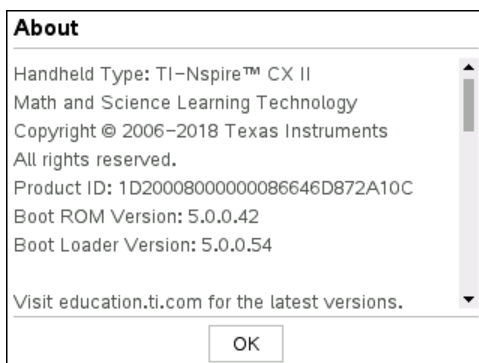 About
Handheld Type: TI-Nspire™ CX II
Math and Science Learning Technology
Copyright © 2006-2018 Texas Instruments
All rights reserved.
Product ID: 1D20008000000086646D872A10C
Boot ROM Version: 5.0.0.42
Boot Loader Version: 5.0.0.54
Visit education.ti.com for the latest versions.
OK